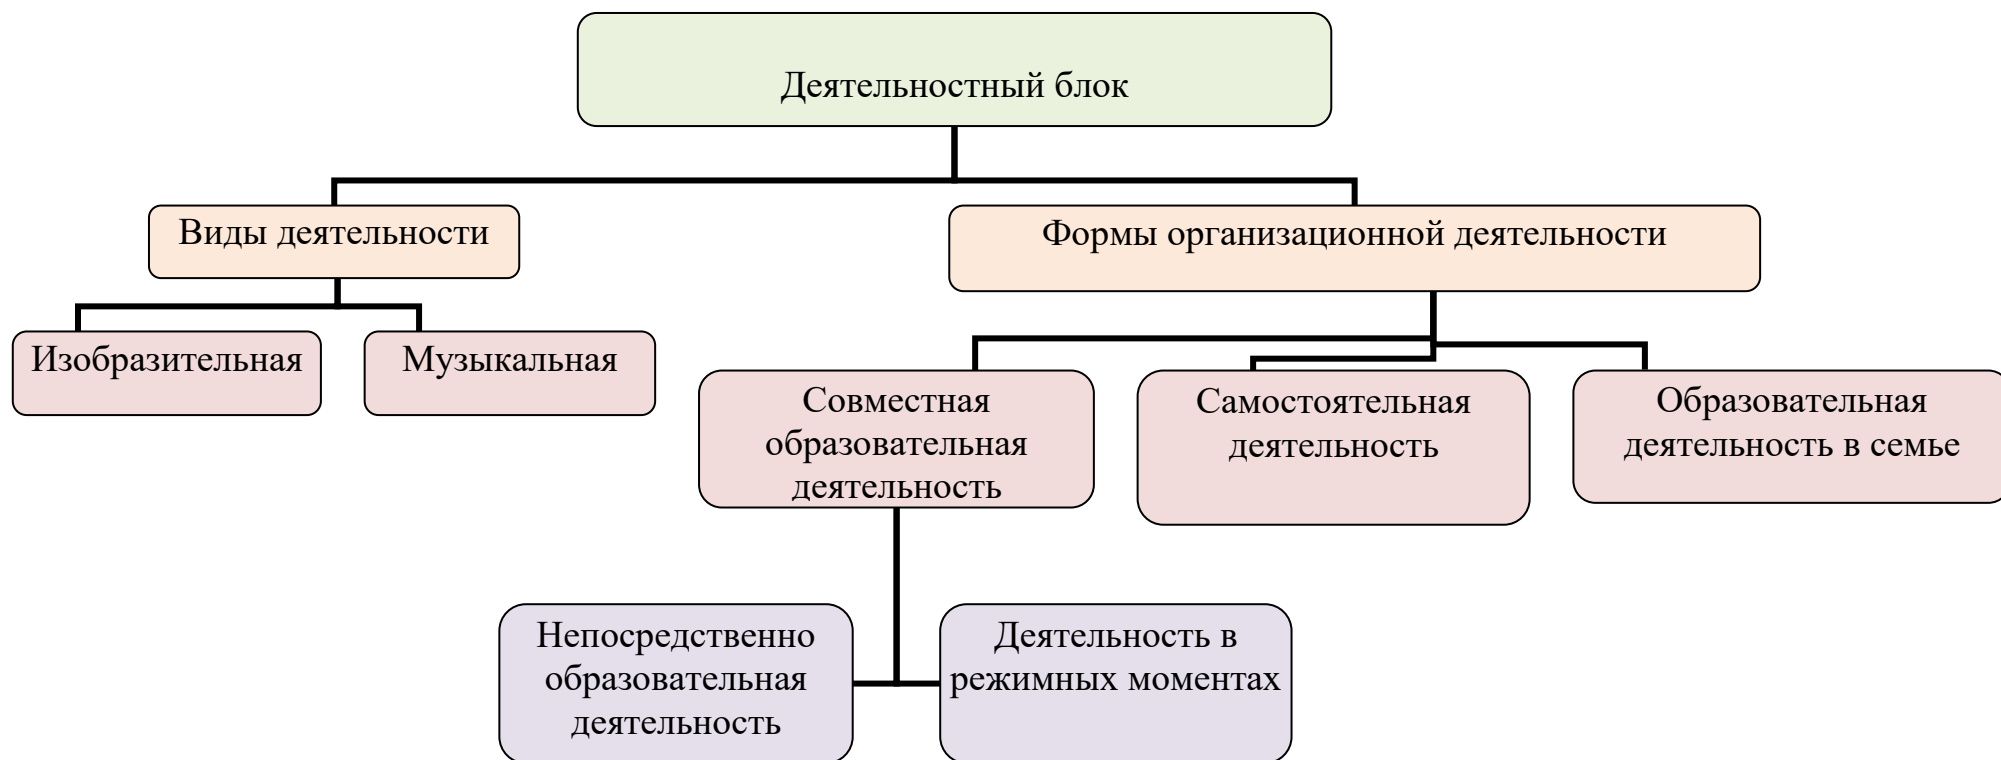 Деятельностный блок
Виды деятельности
Формы организационной деятельности
Изобразительная
Музыкальная
Совместная
образовательная
деятельность
Самостоятельная
деятельность
Образовательная
деятельность в семье
Непосредственно
образовательная
деятельность
Деятельность в
режимных моментах